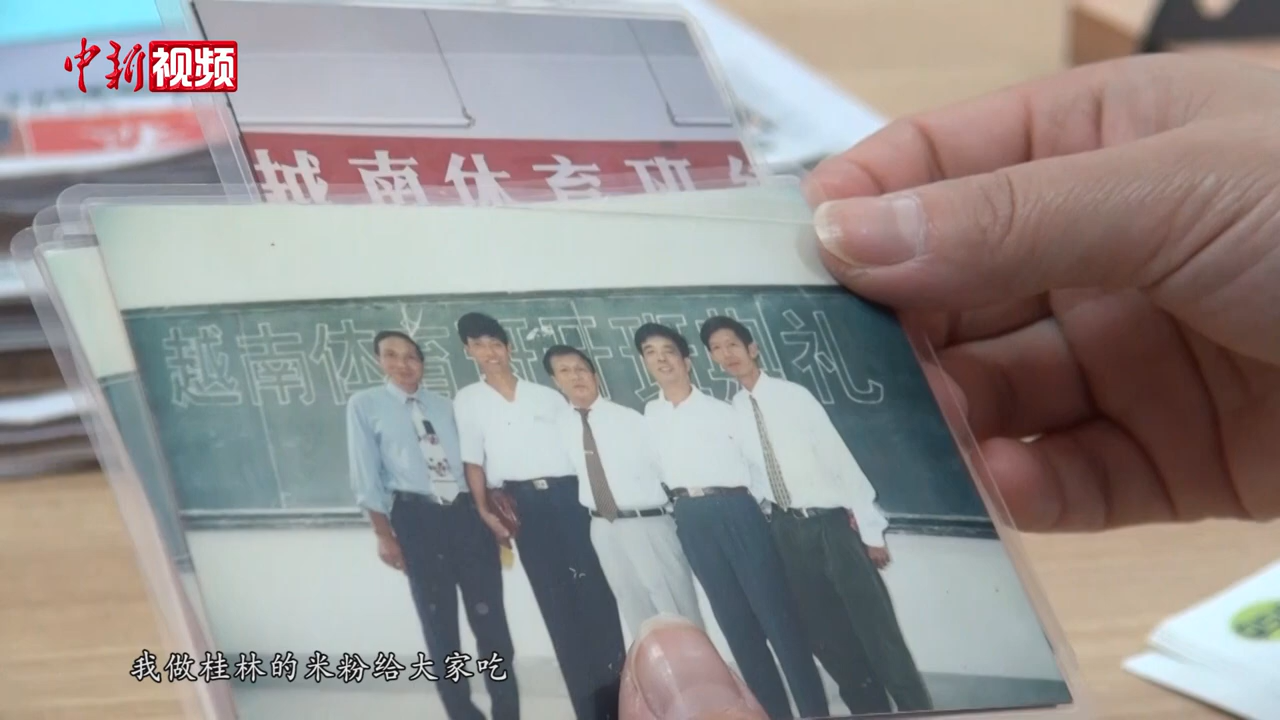 中新视频
越南体育班
越南体育班开班典礼
我做桂林的米粉给大家吃